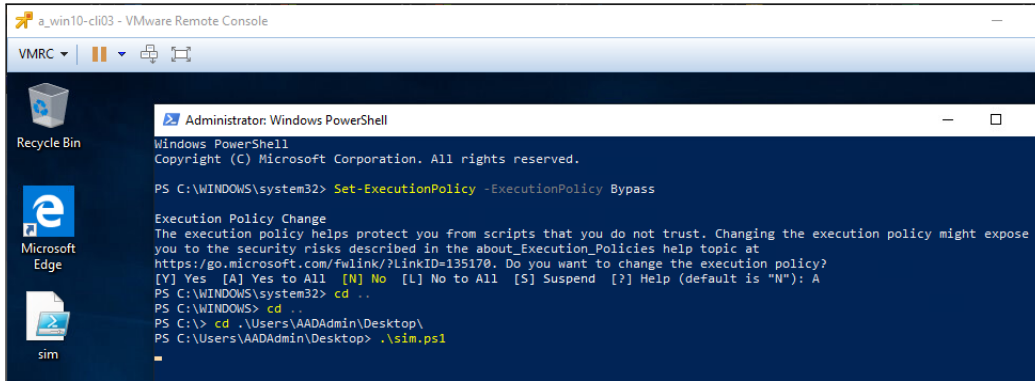 a_win10-cli03 - VMware Remote Console
VMRC
Recycle Bin
Administrator: Windows PowerShell
Windows PowerShell
Copyright (C) Microsoft Corporation. All rights reserved.
PS C:\WINDOWS\system32> Set-ExecutionPolicy -ExecutionPolicy Bypass
Execution Policy Change
The execution policy helps protect you from scripts that you do not trust. Changing the execution policy might expose
you to the security risks described in the about_Execution_Policies help topic at
https:/go.microsoft.com/fwlink/?LinkID=135170. Do you want to change the execution policy?
[Y] Yes  [A] Yes to All  [N] No  [L] No to All  [S] Suspend  [?] Help (default is "N"): A
PS C:\WINDOWS\system32> cd ..
PS C:\WINDOWS> cd ..
PS C:\> cd .\Users\AADAdmin\Desktop\
PS C:\Users\AADAdmin\Desktop> .\sim.ps1
Microsoft
Edge
sim